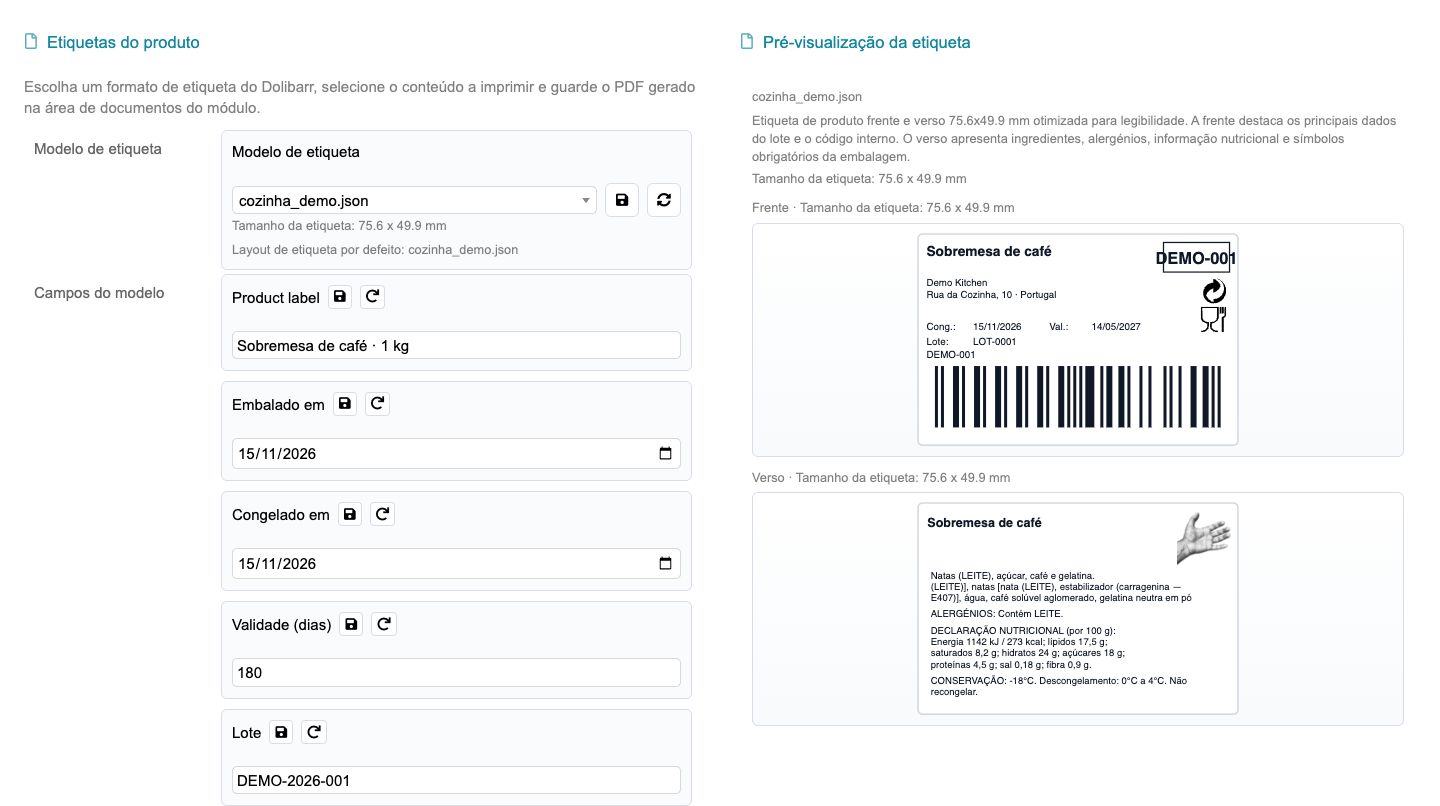 Etiquetas do produto
Escolha um formato de etiqueta do Dolibarr, selecione o conteúdo a imprimir e guarde o PDF gerado
na área de documentos do módulo.
Modelo de etiqueta
Modelo de etiqueta
cozinha_demo.json
Tamanho da etiqueta: 75.6 x 49.9 mm
Layout de etiqueta por defeito: cozinha_demo.json
Campos do modelo
Product label
Sobremesa de café · 1 kg
Embalado em
15/11/2026
Congelado em
15/11/2026
Validade (dias)
180
Lote
DEMO-2026-001
Pré-visualização da etiqueta
cozinha_demo.json
Etiqueta de produto frente e verso 75.6x49.9 mm otimizada para legibilidade. A frente destaca os principais dados
do lote e o código interno. O verso apresenta ingredientes, alergénios, informação nutricional e símbolos
obrigatórios da embalagem.
Tamanho da etiqueta: 75.6 x 49.9 mm
Frente · Tamanho da etiqueta: 75.6 x 49.9 mm
Sobremesa de café
DEMO-001
Demo Kitchen
Rua da Cozinha, 10 · Portugal
Cong.: 15/11/2026 Val.: 14/05/2027
Lote: LOT-0001
DEMO-001
Verso · Tamanho da etiqueta: 75.6 x 49.9 mm
Sobremesa de café
Natas (LEITE), açúcar, café e gelatina.
(LEITE)], natas [nata (LEITE), estabilizador (carragenina —
E407)], água, café solúvel aglomerado, gelatina neutra em pó
ALERGÉNIOS: Contém LEITE.
DECLARAÇÃO NUTRICIONAL (por 100 g):
Energia 1142 kJ / 273 kcal; lípidos 17,5 g;
saturados 8,2 g; hidratos 24 g; açúcares 18 g;
proteínas 4,5 g; sal 0,18 g; fibra 0,9 g.
CONSERVAÇÃO: -18°C. Descongelamento: 0°C a 4°C. Não
recongelar.